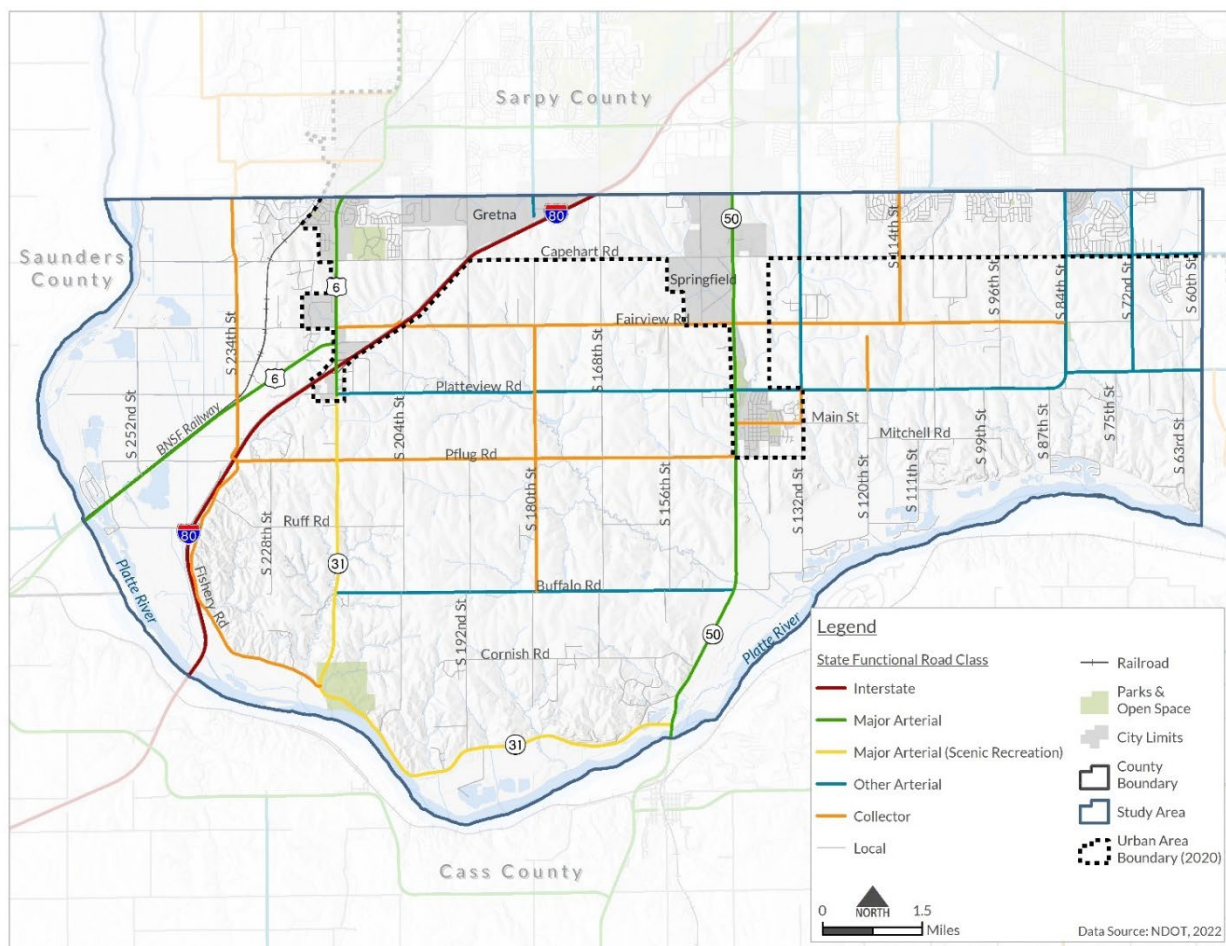 Sarpy County
Gretna
80
50
Saunders
County
Capehart Rd
Springfield
S 114th St
S 96th St
S 84th St
S 72nd St
S 60th St
6
S 234th St
Fairview Rd
S 168th St
6
Platteview Rd
S 252nd St
BNSF Railway
S 204th St
Main St
Mitchell Rd
S 99th St
S 87th St
S 75th St
S 63rd St
Pflug Rd
S 180th St
S 156th St
S 132nd St
S 120th St
S 111th St
80
S 228th St
Ruff Rd
31
Platte River
Fishery Rd
Buffalo Rd
S 192nd St
50
Cornish Rd
Platte River
31
Cass County
Legend
State Functional Road Class
Interstate
Major Arterial
Major Arterial (Scenic Recreation)
Other Arterial
Collector
Local
Railroad
Parks &
Open Space
City Limits
County
Boundary
Study Area
Urban Area
Boundary (2020)
0 NORTH 1.5
Miles
Data Source: NDOT, 2022